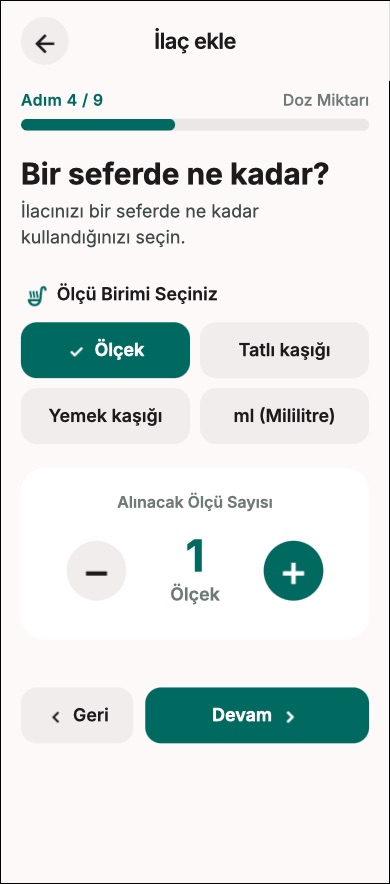 İlaç ekle
Adım 4 / 9
Doz Miktarı
Bir seferde ne kadar?
İlacınızı bir seferde ne kadar
kullandığınızı seçin.
Ölçü Birimi Seçiniz
Ölçek
Tatlı kaşığı
Yemek kaşığı
ml (Mililitre)
Alınacak Ölçü Sayısı
1
Ölçek
Geri
Devam